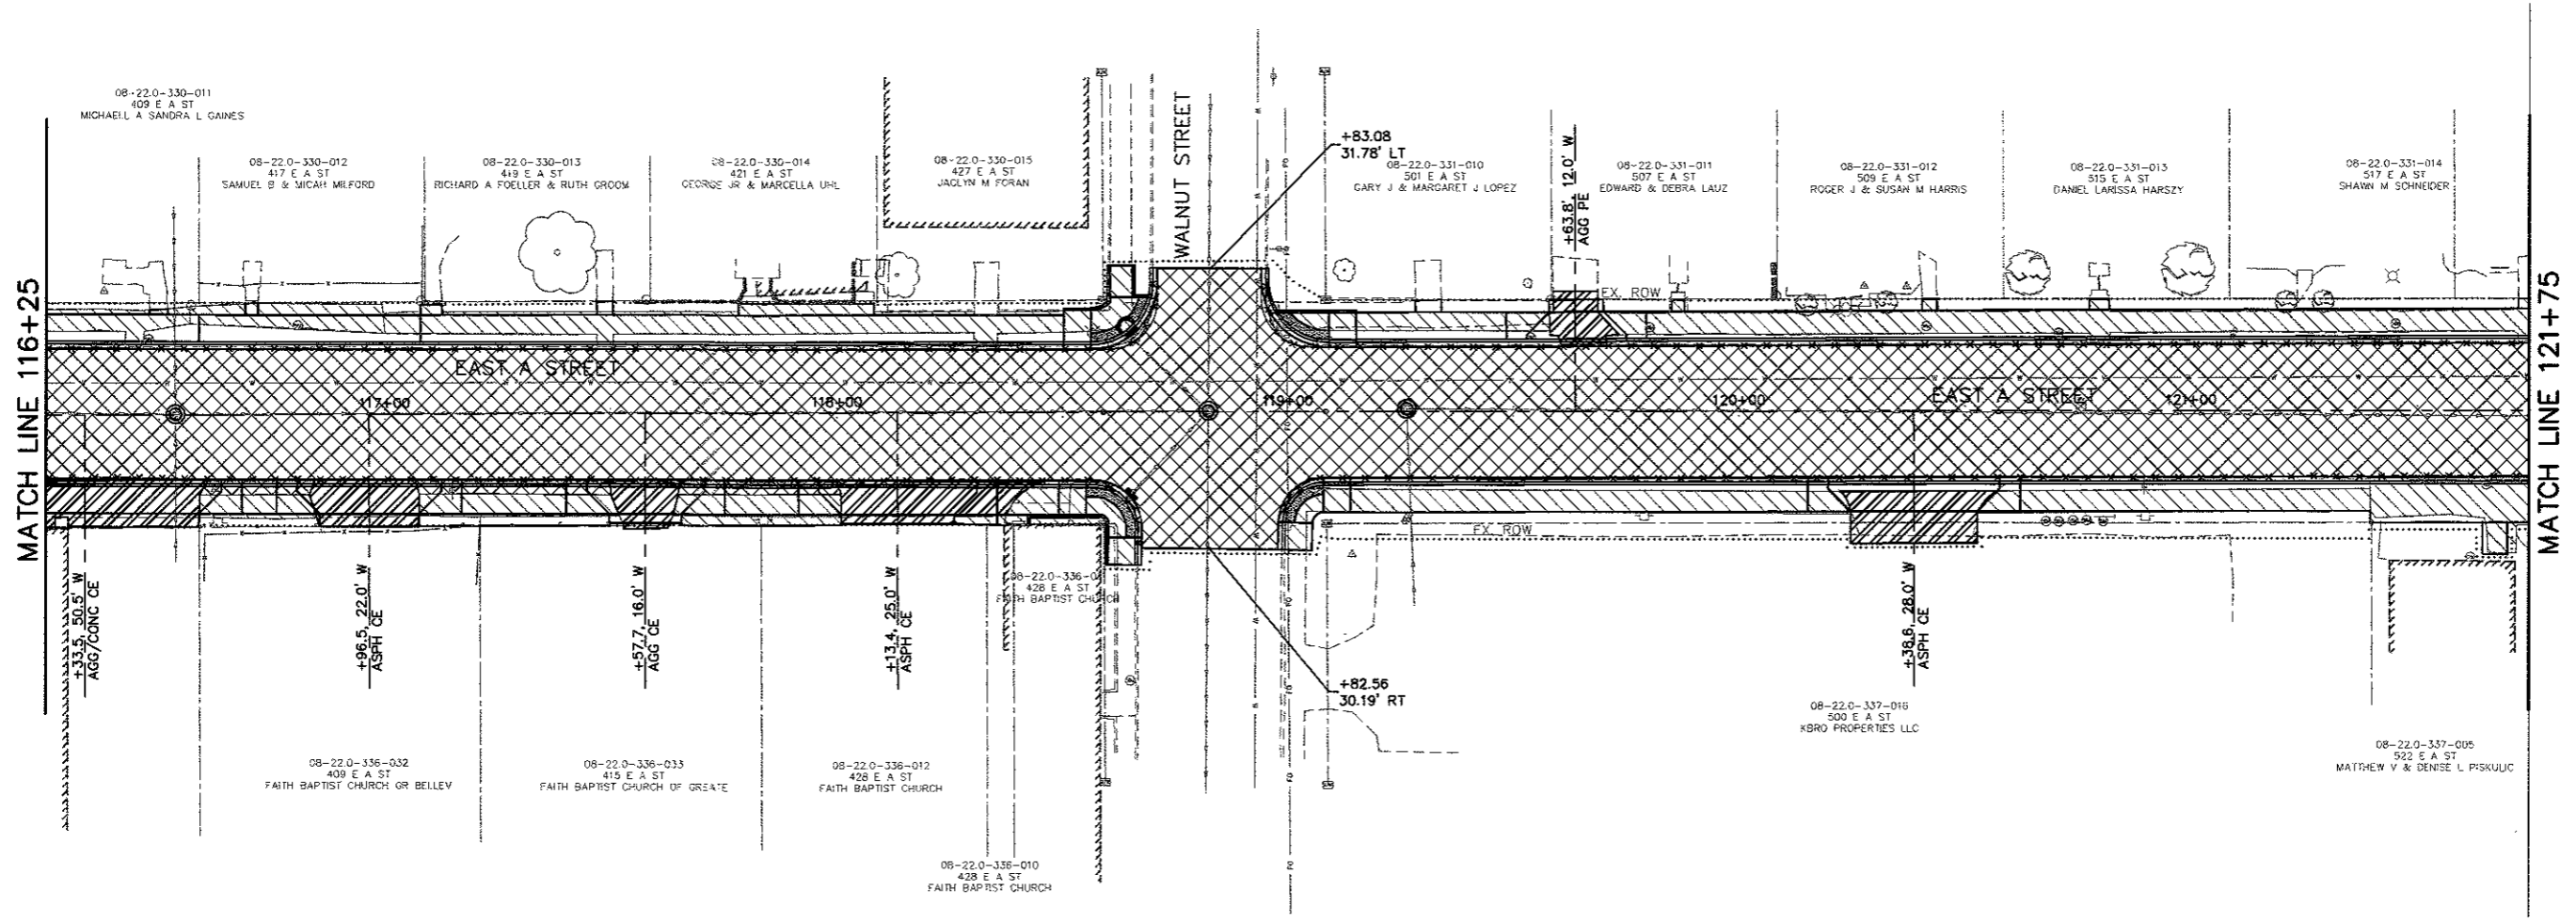 MATCH LINE 116+25
08-22.0-330-011
409 E A ST
MICHAELL A SANDRA L GAINES
08-22.0-330-012
417 E A ST
SAMUEL B & MICAH MILFORD
08-22.0-330-013
419 E A ST
RICHARD A FOELLER & RUTH GROOM
08-22.0-330-014
421 E A ST
GEORGE JR & MARCELLA UHL
08-22.0-330-015
427 E A ST
JACLYN M FORAN
WALNUT STREET
+83.08
31.78' LT
08-22.0-331-010
501 E A ST
GARY J & MARGARET J LOPEZ
+63.8', 12.0' W
AGG PE
08-22.0-331-011
507 E A ST
EDWARD & DEBRA LAUZ
08-22.0-331-012
509 E A ST
ROGER J & SUSAN M HARRIS
08-22.0-331-013
515 E A ST
DANIEL LARISSA HARSZY
08-22.0-331-014
517 E A ST
SHAWN M SCHNEIDER
EX. ROW
EAST A STREET
EAST A STREET
117+00
118+00
119+00
120+00
121+00
EX. ROW
MATCH LINE 121+75
+33.5, 50.5' W
AGG/CONC CE
+96.5, 22.0' W
ASPH CE
+57.7, 16.0' W
AGG CE
+13.4, 25.0' W
ASPH CE
08-22.0-336-0
428 E A ST
FAITH BAPTIST CHURCH
+82.56
30.19' RT
+38.6, 28.0' W
ASPH CE
08-22.0-337-016
500 E A ST
KBRO PROPERTIES LLC
08-22.0-337-005
522 E A ST
MATTHEW V & DENISE L PISKULIC
08-22.0-336-032
409 E A ST
FAITH BAPTIST CHURCH OR BELLEV
08-22.0-336-033
415 E A ST
FAITH BAPTIST CHURCH OF GREATE
08-22.0-336-012
428 E A ST
FAITH BAPTIST CHURCH
08-22.0-336-010
428 E A ST
FAITH BAPTIST CHURCH